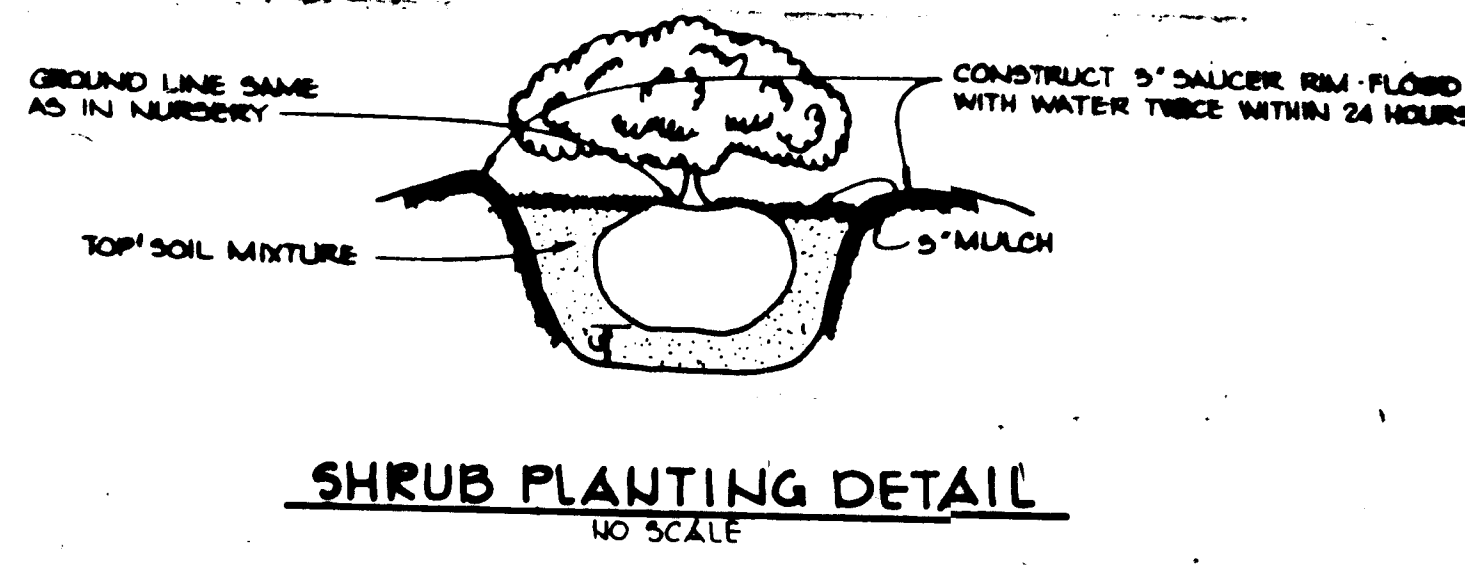 GROUND LINE SAME
AS IN NURSERY
CONSTRUCT 3" SAUCER RIM · FLOOD
WITH WATER TWICE WITHIN 24 HOURS
TOP SOIL MIXTURE
3" MULCH
SHRUB PLANTING DETAIL
NO SCALE